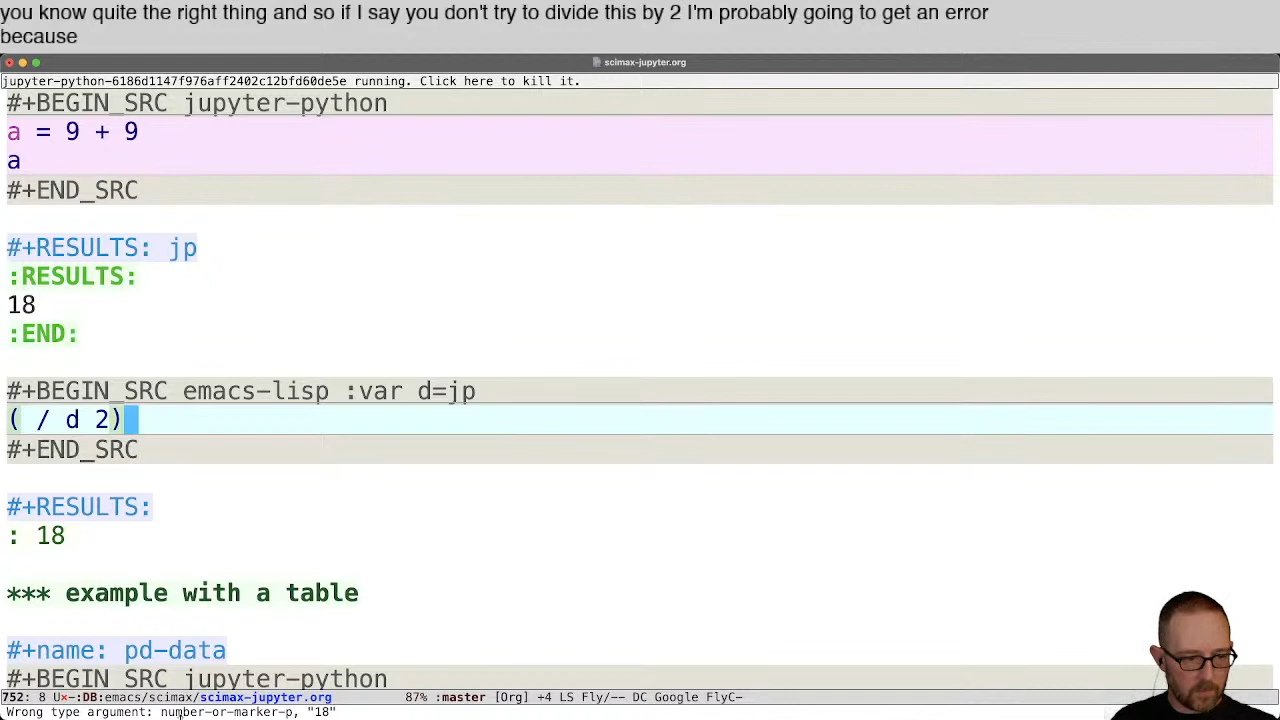 you know quite the right thing and so if I say you don't try to divide this by 2 I'm probably going to get an error
because
scimax-jupyter.org
jupyter-python-6186d1147f976aff2402c12bfd60de5e running. Click here to kill it.
#+BEGIN_SRC jupyter-python
a = 9 + 9
a
#+END_SRC
#+RESULTS: jp
:RESULTS:
18
:END:
#+BEGIN_SRC emacs-lisp :var d=jp
( / d 2)
#+END_SRC
#+RESULTS:
: 18
*** example with a table
#+name: pd-data
#+BEGIN_SRC jupyter-python
752: 8 U×-:DB:emacs/scimax/scimax-jupyter.org 87% :master [Org] +4 LS Fly/-- DC Google FlyC-
Wrong type argument: number-or-marker-p, "18"